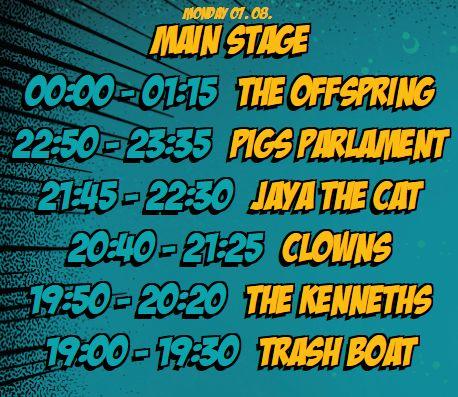 MONDAY 07. 08.
MAIN STAGE
00:00 - 01:15 THE OFFSPRING
22:50 - 23:35 PIGS PARLAMENT
21:45 - 22:30 JAYA THE CAT
20:40 - 21:25 CLOWNS
19:50 - 20:20 THE KENNETHS
19:00 - 19:30 TRASH BOAT